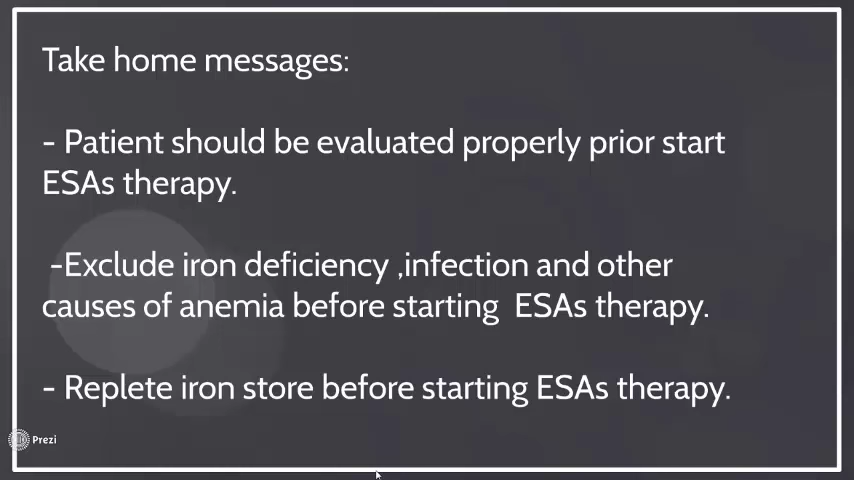 Take home messages:
- Patient should be evaluated properly prior start
ESAs therapy.
-Exclude iron deficiency ,infection and other
causes of anemia before starting  ESAs therapy.
- Replete iron store before starting ESAs therapy.
Prezi